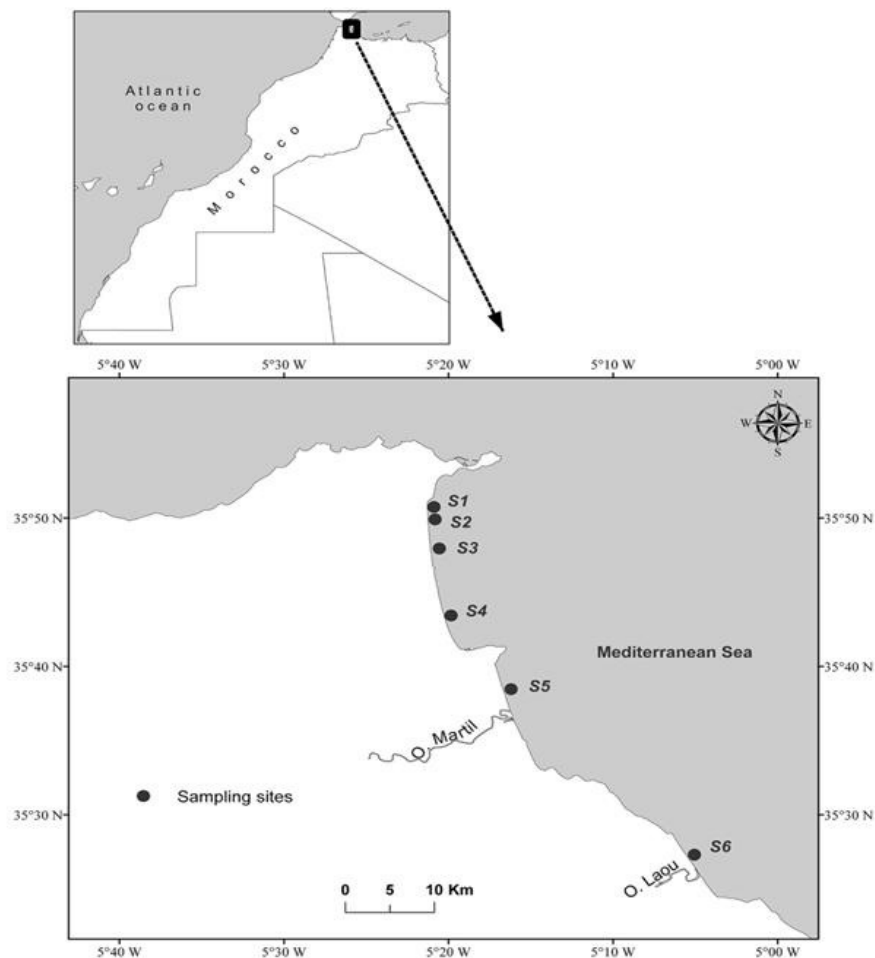 Atlantic
ocean
Morocco
5°40 W 5°30 W 5°20 W 5°10 W 5°00 W
N
W E
S
S1
35°50 N 35°50 N
S2
S3
S4
Mediterranean Sea
35°40 N 35°40 N
S5
O. Martil
Sampling sites
35°30 N 35°30 N
S6
O. Laou
0 5 10 Km
5°40 W 5°30 W 5°20 W 5°10 W 5°00 W